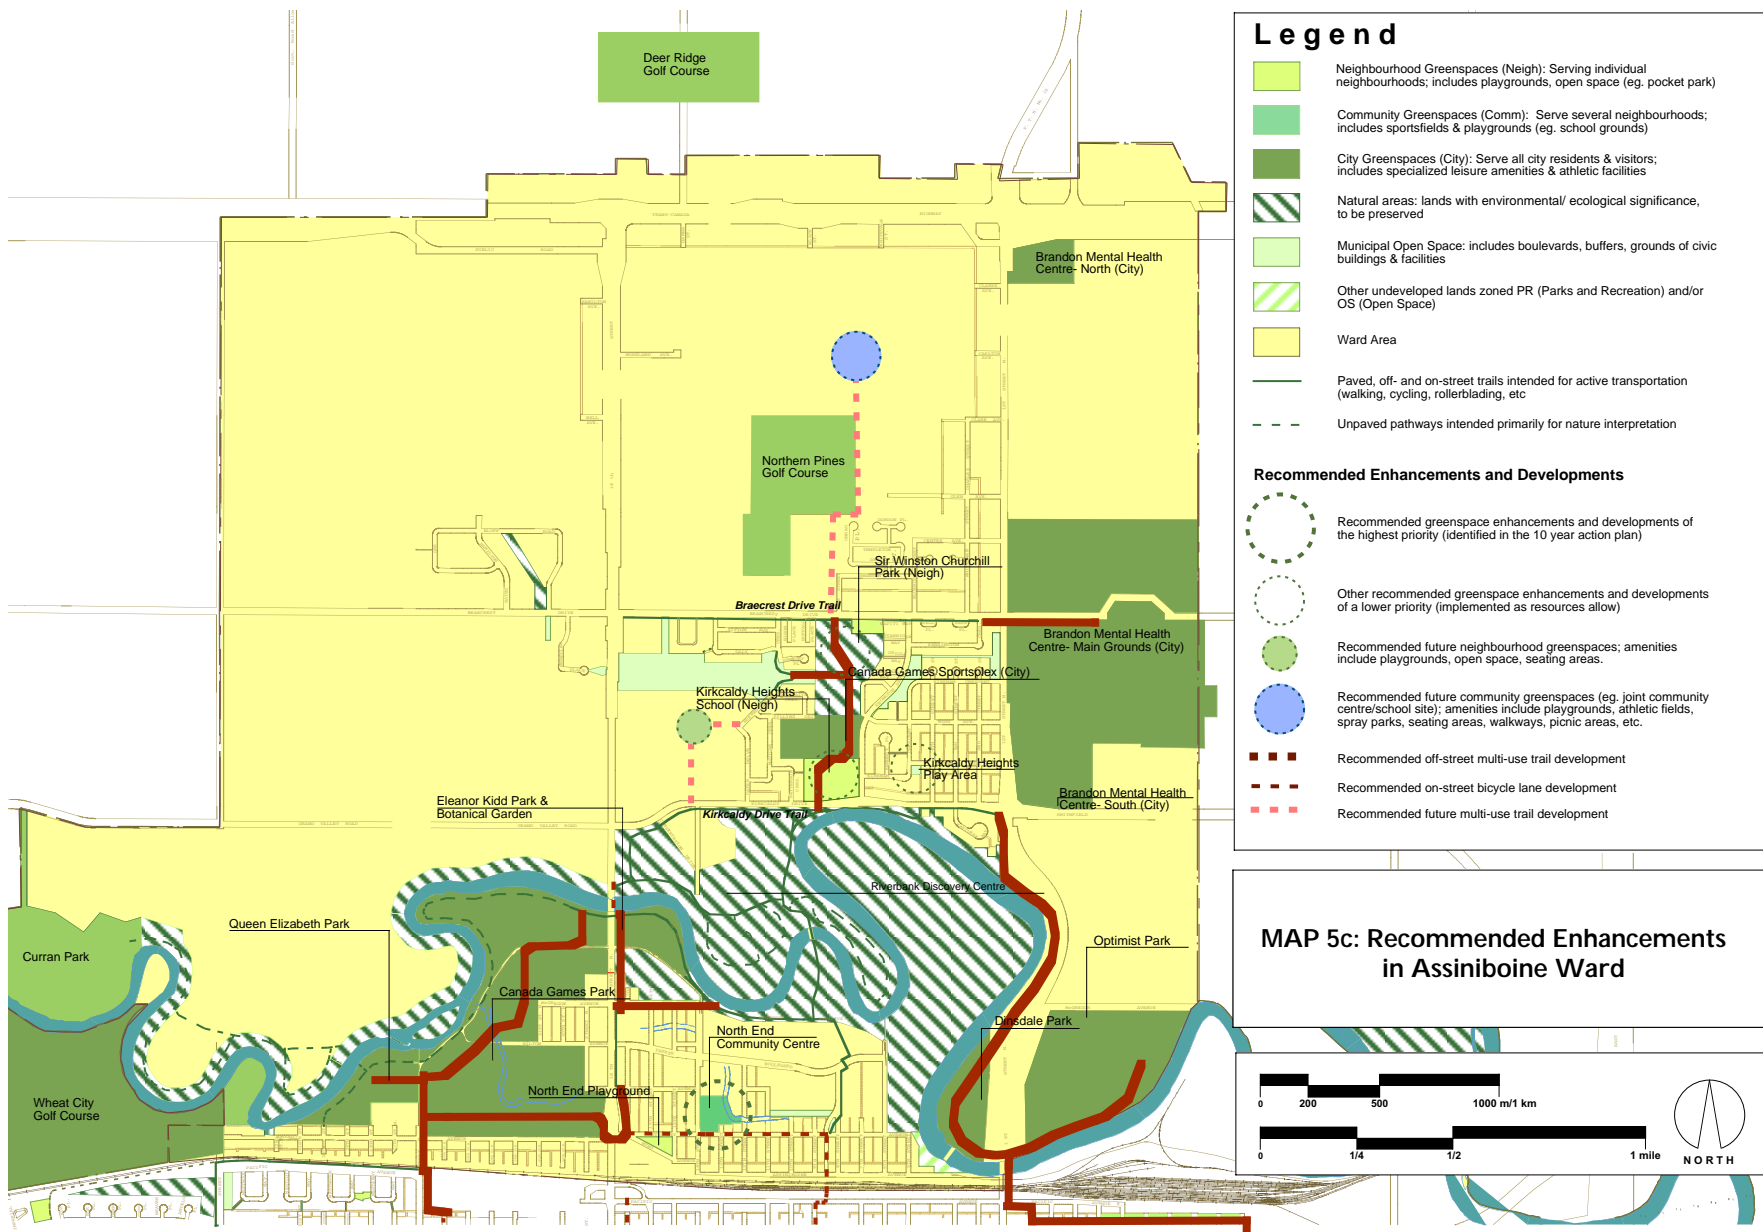 Deer Ridge
Golf Course
Brandon Mental Health
Centre- North (City)
Northern Pines
Golf Course
Sir Winston Churchill
Park (Neigh)
Braecrest Drive Trail
Brandon Mental Health
Centre- Main Grounds (City)
Canada Games Sportsplex (City)
Kirkcaldy Heights
School (Neigh)
Kirkcaldy Heights
Play Area
Brandon Mental Health
Centre- South (City)
Eleanor Kidd Park &
Botanical Garden
Kirkcaldy Drive Trail
Riverbank Discovery Centre
Queen Elizabeth Park
Curran Park
Optimist Park
Canada Games Park
Dinsdale Park
North End
Community Centre
North End Playground
Wheat City
Golf Course
Legend
Neighbourhood Greenspaces (Neigh): Serving individual
neighbourhoods; includes playgrounds, open space (eg. pocket park)
Community Greenspaces (Comm): Serve several neighbourhoods;
includes sportsfields & playgrounds (eg. school grounds)
City Greenspaces (City): Serve all city residents & visitors;
includes specialized leisure amenities & athletic facilities
Natural areas: lands with environmental/ ecological significance,
to be preserved
Municipal Open Space: includes boulevards, buffers, grounds of civic
buildings & facilities
Other undeveloped lands zoned PR (Parks and Recreation) and/or
OS (Open Space)
Ward Area
Paved, off- and on-street trails intended for active transportation
(walking, cycling, rollerblading, etc
Unpaved pathways intended primarily for nature interpretation
Recommended Enhancements and Developments
Recommended greenspace enhancements and developments of
the highest priority (identified in the 10 year action plan)
Other recommended greenspace enhancements and developments
of a lower priority (implemented as resources allow)
Recommended future neighbourhood greenspaces; amenities
include playgrounds, open space, seating areas.
Recommended future community greenspaces (eg. joint community
centre/school site); amenities include playgrounds, athletic fields,
spray parks, seating areas, walkways, picnic areas, etc.
Recommended off-street multi-use trail development
Recommended on-street bicycle lane development
Recommended future multi-use trail development
MAP 5c: Recommended Enhancements
in Assiniboine Ward
0 200 500 1000 m/1 km
0 1/4 1/2 1 mile
NORTH